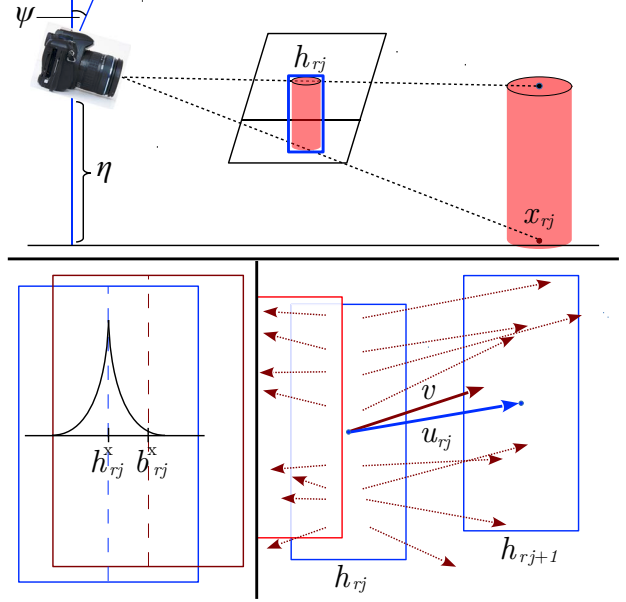 ψ
h_rj
η
x_rj
h^x_rj b^x_rj
v
u_rj
h_rj
h_rj+1